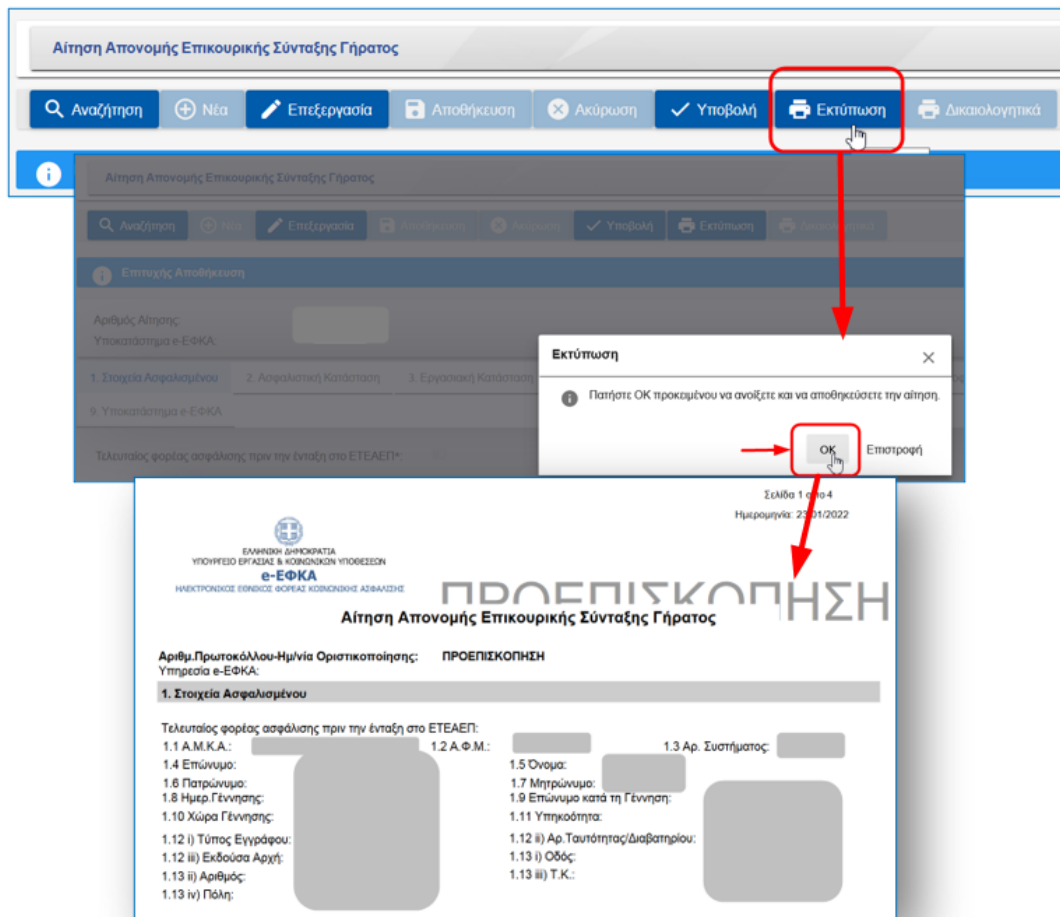 Αίτηση Απονομής Επικουρικής Σύνταξης Γήρατος
Αναζήτηση Νέα Επεξεργασία Αποθήκευση Ακύρωση Υποβολή Εκτύπωση Δικαιολογητικά
Αίτηση Απονομής Επικουρικής Σύνταξης Γήρατος
Αναζήτηση Νέα Επεξεργασία Αποθήκευση Ακύρωση Υποβολή Εκτύπωση Δικαιολογητικά
Επιτυχής Αποθήκευση
Αριθμός Αίτησης:
Υποκατάστημα e-ΕΦΚΑ:
1. Στοιχεία Ασφαλισμένου 2. Ασφαλιστική Κατάσταση 3. Εργασιακή Κατάσταση
9. Υποκατάστημα e-ΕΦΚΑ
Τελευταίος φορέας ασφάλισης πριν την ένταξη στο ΕΤΕΑΕΠ*:
Εκτύπωση
Πατήστε ΟΚ προκειμένου να ανοίξετε και να αποθηκεύσετε την αίτηση.
ΟΚ Επιστροφή
Σελίδα 1 από 4
Ημερομηνία: 23/01/2022
ΕΛΛΗΝΙΚΗ ΔΗΜΟΚΡΑΤΙΑ
ΥΠΟΥΡΓΕΙΟ ΕΡΓΑΣΙΑΣ & ΚΟΙΝΩΝΙΚΩΝ ΥΠΟΘΕΣΕΩΝ
e-ΕΦΚΑ
ΗΛΕΚΤΡΟΝΙΚΟΣ ΕΘΝΙΚΟΣ ΦΟΡΕΑΣ ΚΟΙΝΩΝΙΚΗΣ ΑΣΦΑΛΙΣΗΣ
ΠΡΟΕΠΙΣΚΟΠΗΣΗ
Αίτηση Απονομής Επικουρικής Σύνταξης Γήρατος
Αριθμ.Πρωτοκόλλου-Ημ/νία Οριστικοποίησης: ΠΡΟΕΠΙΣΚΟΠΗΣΗ
Υπηρεσία e-ΕΦΚΑ:
1. Στοιχεία Ασφαλισμένου
Τελευταίος φορέας ασφάλισης πριν την ένταξη στο ΕΤΕΑΕΠ:
1.1 Α.Μ.Κ.Α.: 1.2 Α.Φ.Μ.: 1.3 Αρ. Συστήματος:
1.4 Επώνυμο: 1.5 Όνομα:
1.6 Πατρώνυμο: 1.7 Μητρώνυμο:
1.8 Ημερ.Γέννησης: 1.9 Επώνυμο κατά τη Γέννηση:
1.10 Χώρα Γέννησης: 1.11 Υπηκοότητα:
1.12 i) Τύπος Εγγράφου: 1.12 ii) Αρ.Ταυτότητας/Διαβατηρίου:
1.12 iii) Εκδούσα Αρχή: 1.13 i) Οδός:
1.13 ii) Αριθμός: 1.13 iii) Τ.Κ.:
1.13 iv) Πόλη: